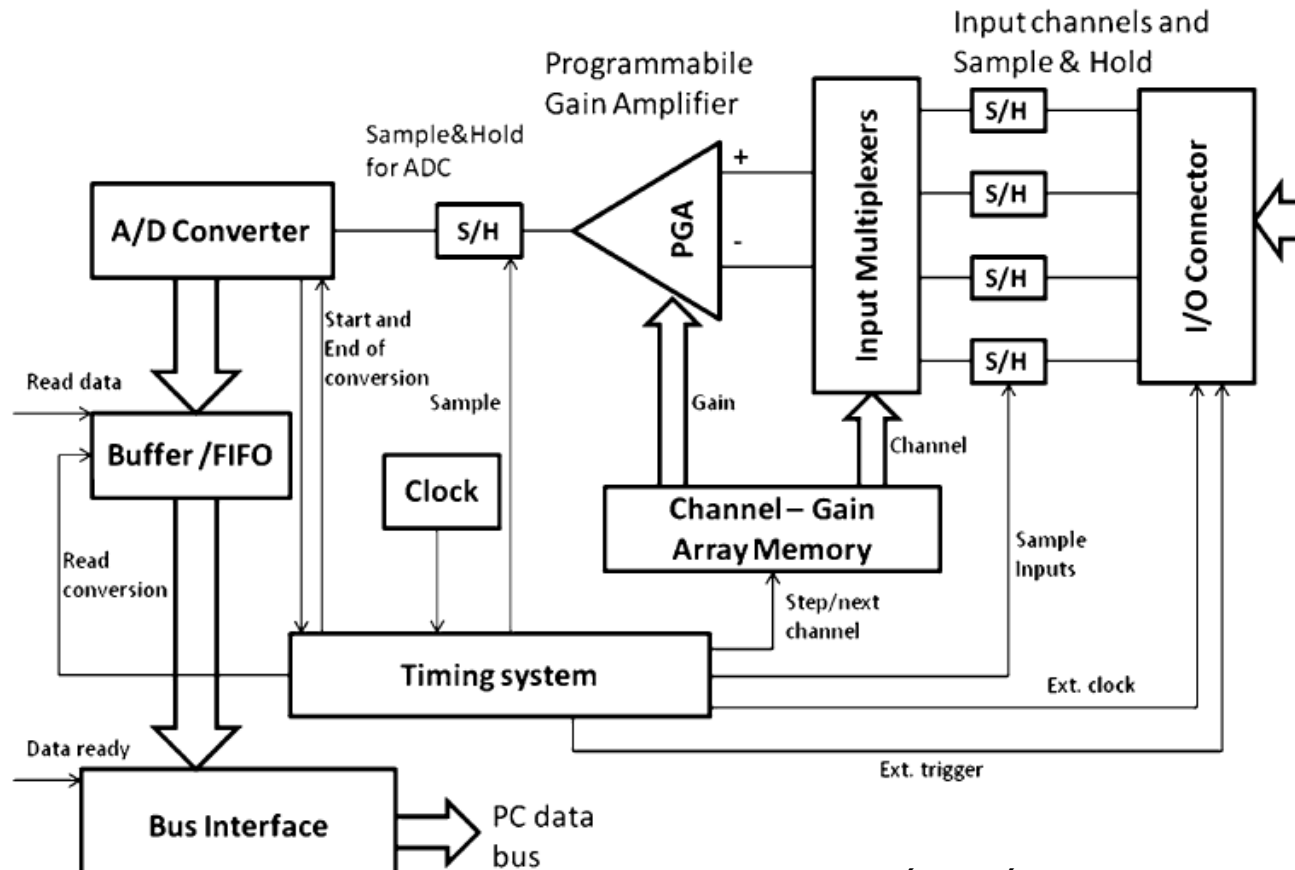 Input channels and
Sample & Hold
Programmabile
Gain Amplifier
Sample&Hold
for ADC
S/H
S/H
S/H
S/H
I/O Connector
Input Multiplexers
+
-
PGA
S/H
A/D Converter
Start and
End of
conversion
Sample
Gain
Channel
Read data
Buffer /FIFO
Clock
Channel – Gain
Array Memory
Read
conversion
Sample
Inputs
Step/next
channel
Timing system
Ext. clock
Ext. trigger
Data ready
Bus Interface
PC data
bus